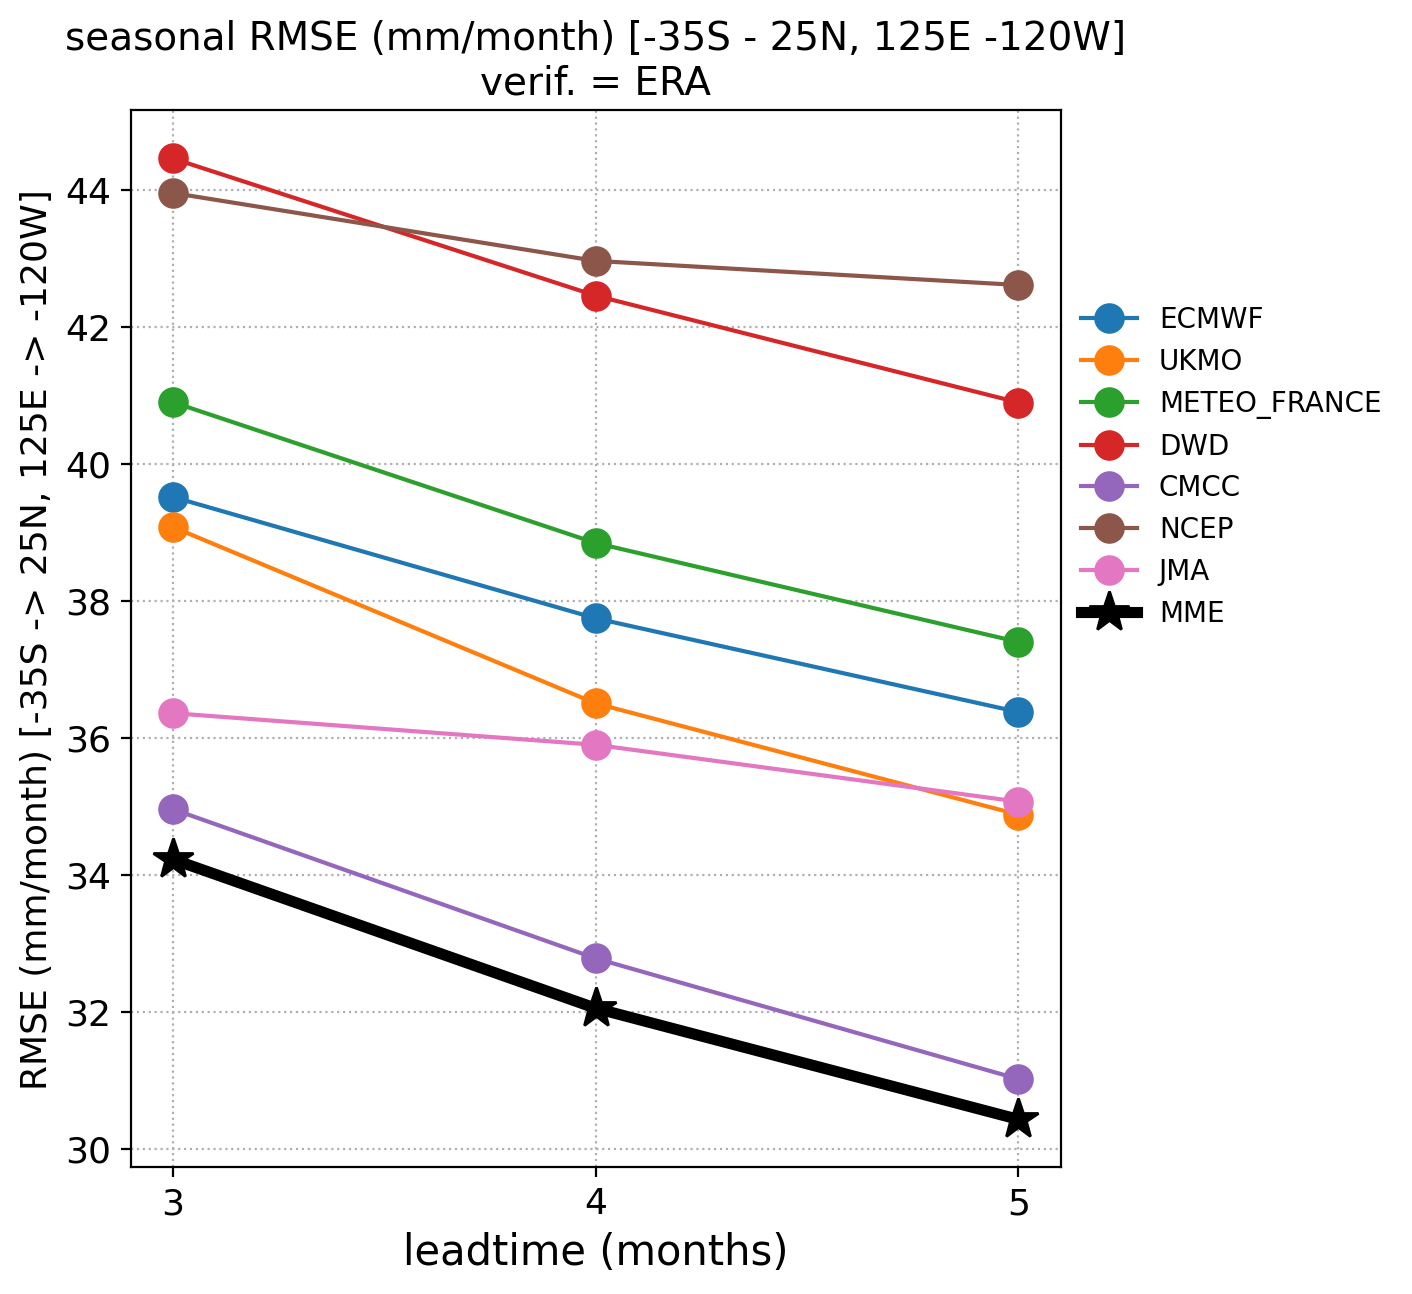 seasonal RMSE (mm/month) [-35S - 25N, 125E -120W]
verif. = ERA
RMSE (mm/month) [-35S -> 25N, 125E -> -120W]
44
42
40
38
36
34
32
30
3
4
5
leadtime (months)
ECMWF
UKMO
METEO_FRANCE
DWD
CMCC
NCEP
JMA
MME